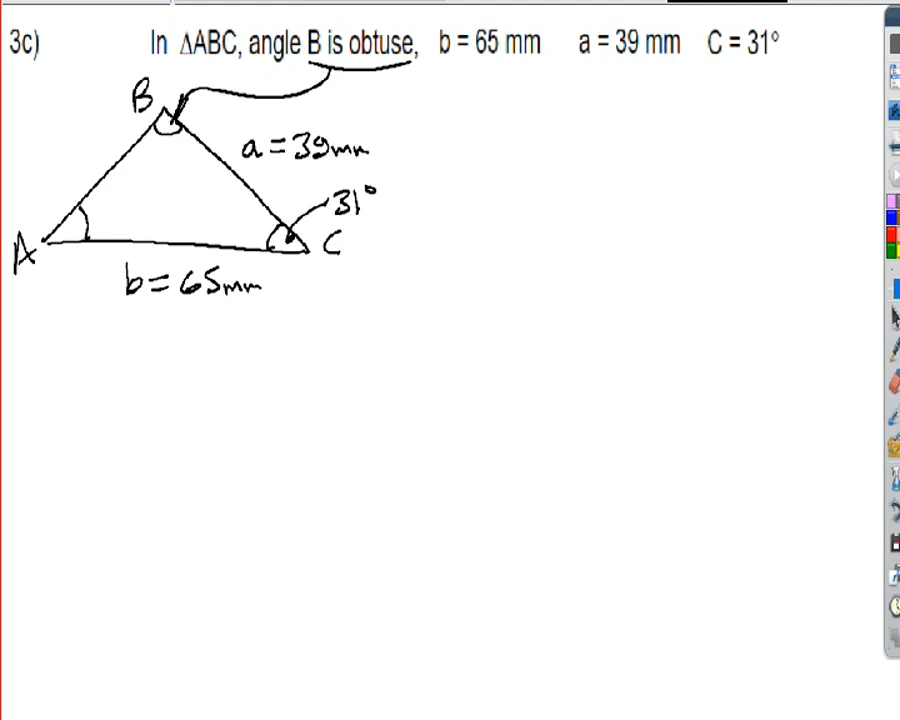 3c) In ΔABC, angle B is obtuse, b = 65 mm a = 39 mm C = 31°
B
a = 39mm
31°
A
C
b = 65mm